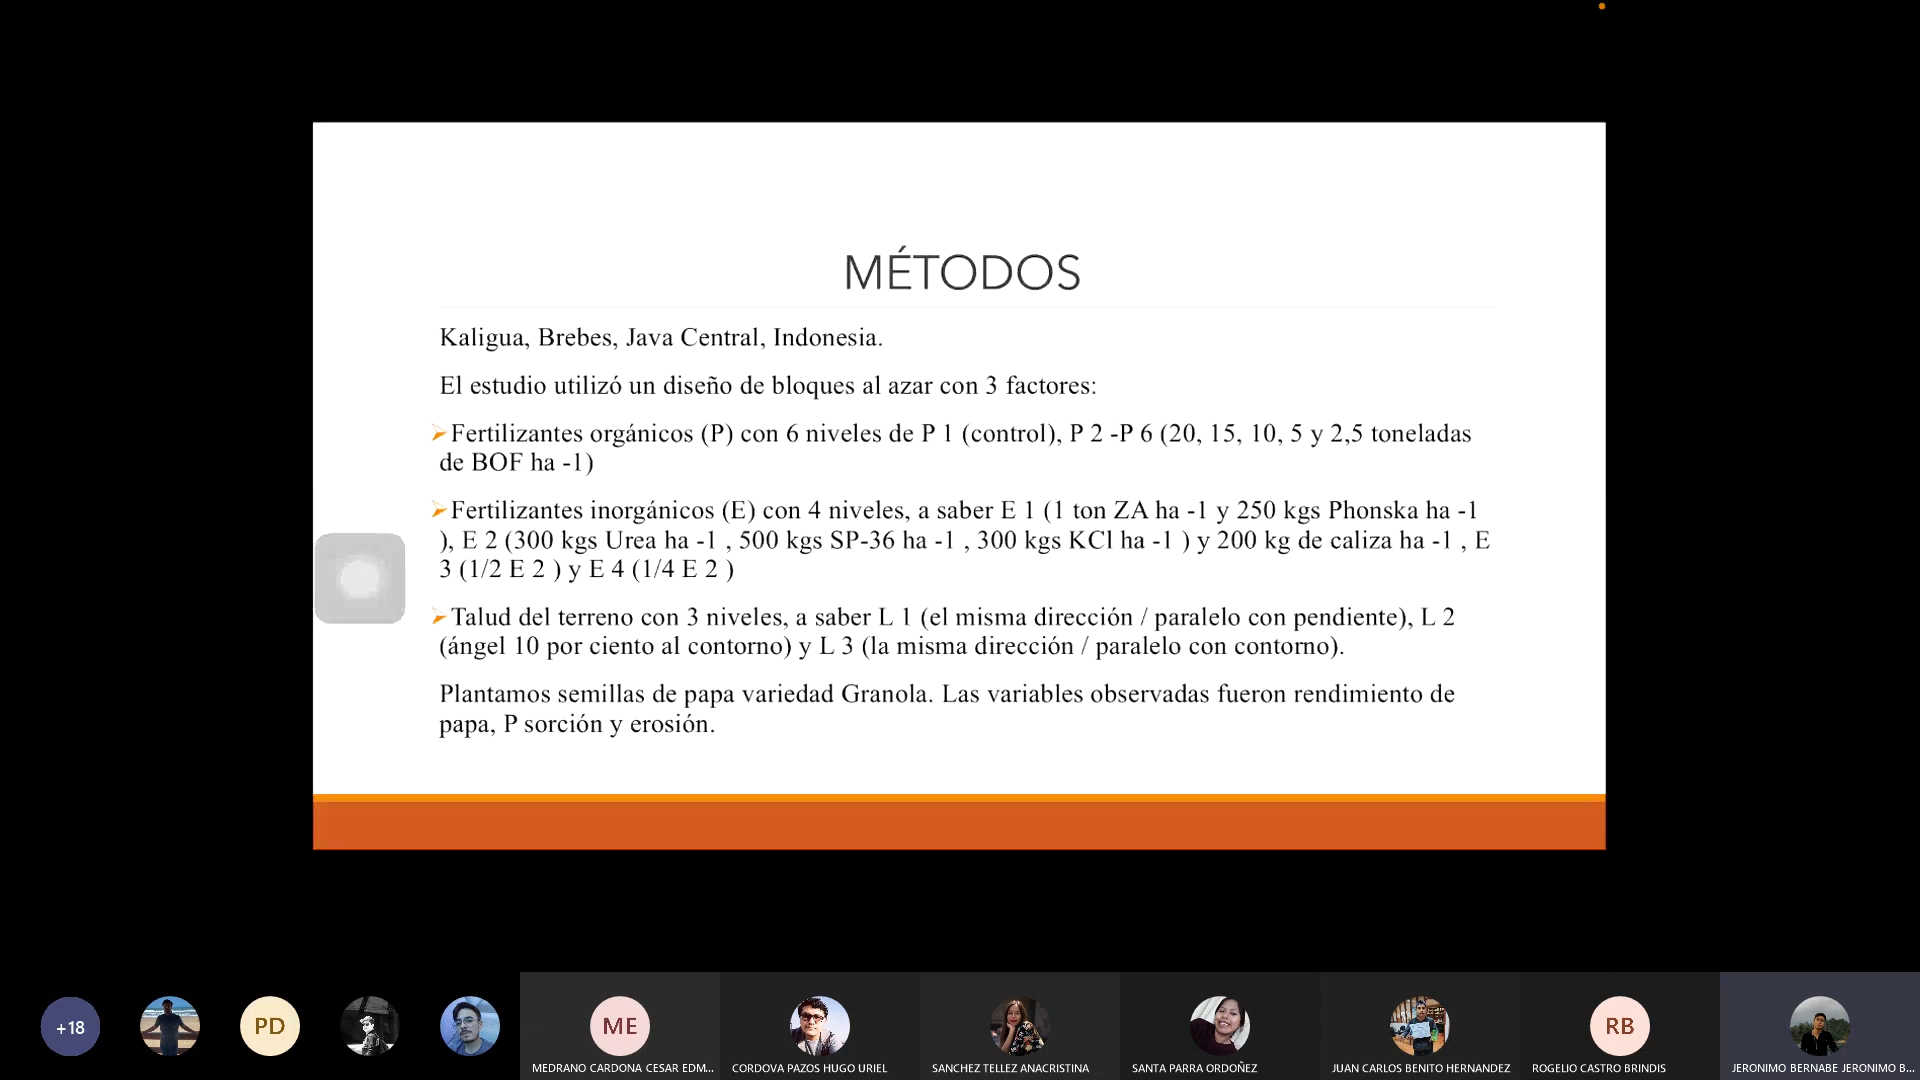 MÉTODOS
Kaligua, Brebes, Java Central, Indonesia.
El estudio utilizó un diseño de bloques al azar con 3 factores:
Fertilizantes orgánicos (P) con 6 niveles de P 1 (control), P 2 -P 6 (20, 15, 10, 5 y 2,5 toneladas
de BOF ha -1)
Fertilizantes inorgánicos (E) con 4 niveles, a saber E 1 (1 ton ZA ha -1 y 250 kgs Phonska ha -1
), E 2 (300 kgs Urea ha -1 , 500 kgs SP-36 ha -1 , 300 kgs KCl ha -1 ) y 200 kg de caliza ha -1 , E
3 (1/2 E 2 ) y E 4 (1/4 E 2 )
Talud del terreno con 3 niveles, a saber L 1 (el misma dirección / paralelo con pendiente), L 2
(ángel 10 por ciento al contorno) y L 3 (la misma dirección / paralelo con contorno).
Plantamos semillas de papa variedad Granola. Las variables observadas fueron rendimiento de
papa, P sorción y erosión.
+18
PD
ME
RB
MEDRANO CARDONA CESAR EDM...
CORDOVA PAZOS HUGO URIEL
SANCHEZ TELLEZ ANACRISTINA
SANTA PARRA ORDOÑEZ
JUAN CARLOS BENITO HERNANDEZ
ROGELIO CASTRO BRINDIS
JERONIMO BERNABE JERONIMO B...